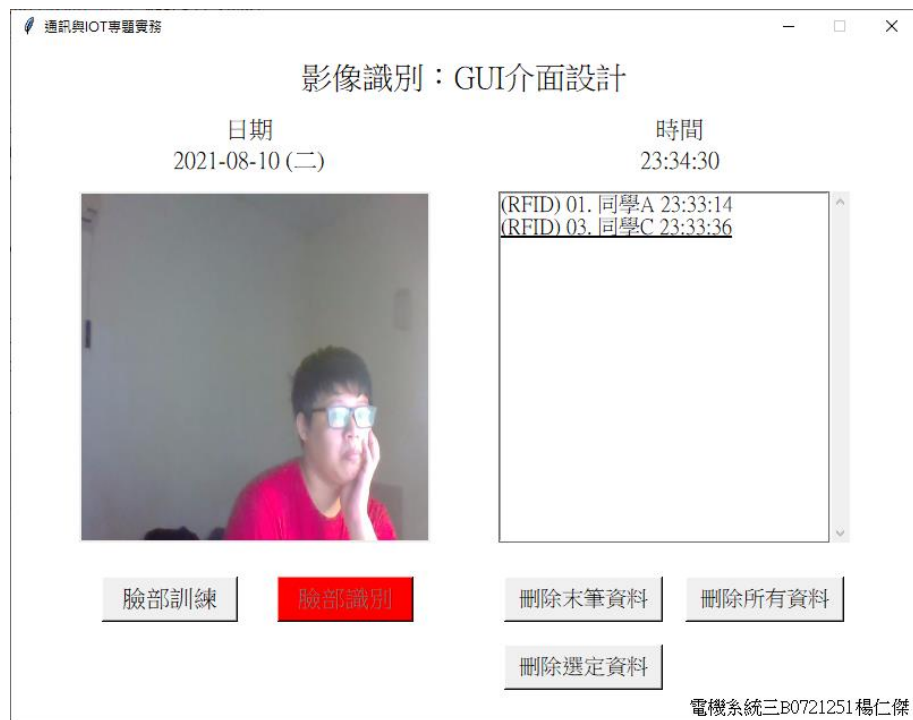 通訊與IOT專題實務
影像識別：GUI介面設計
日期
時間
2021-08-10 (二)
23:34:30
(RFID) 01. 同學A 23:33:14
(RFID) 03. 同學C 23:33:36
臉部訓練
臉部識別
刪除末筆資料
刪除所有資料
刪除選定資料
電機系統三B0721251楊仁傑